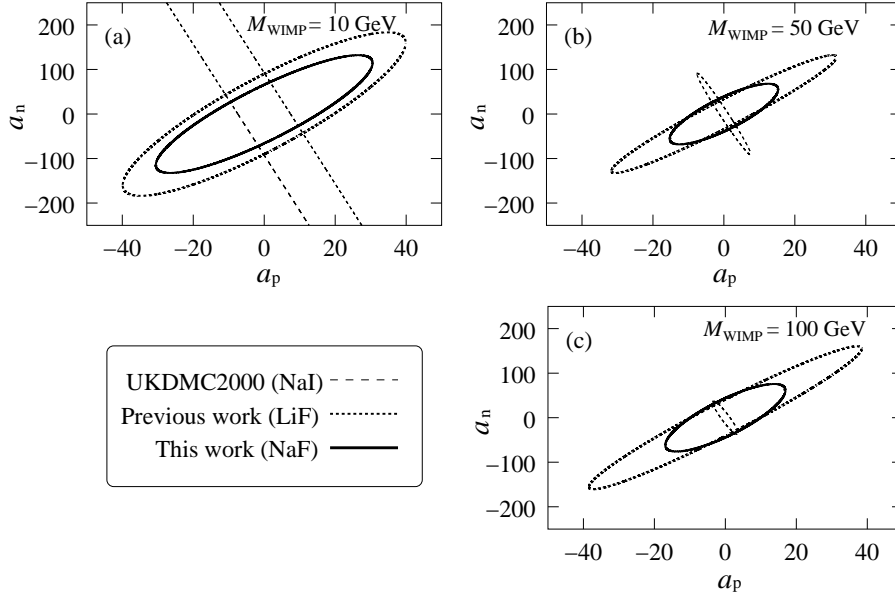 (a)
M_WIMP = 10 GeV
200
100
0
−100
−200
a_n
−40 −20 0 20 40
a_p
(b)
M_WIMP = 50 GeV
200
100
0
−100
−200
a_n
−40 −20 0 20 40
a_p
UKDMC2000 (NaI)
Previous work (LiF)
This work (NaF)
(c)
M_WIMP = 100 GeV
200
100
0
−100
−200
a_n
−40 −20 0 20 40
a_p